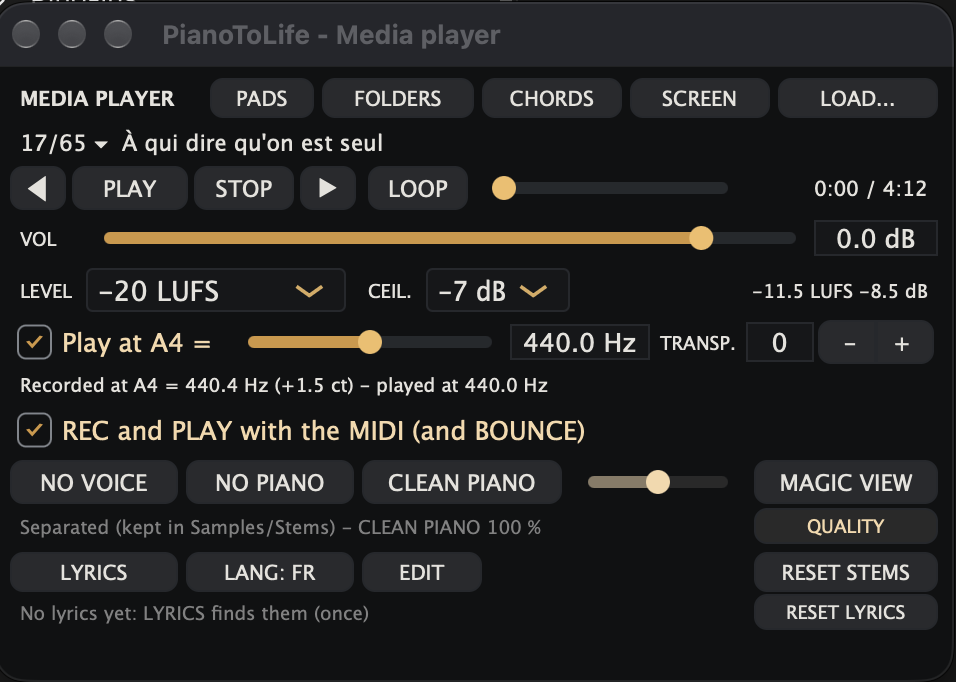 PianoToLife - Media player
MEDIA PLAYER PADS FOLDERS CHORDS SCREEN LOAD...
17/65 À qui dire qu'on est seul
PLAY STOP LOOP 0:00 / 4:12
VOL 0.0 dB
LEVEL -20 LUFS CEIL. -7 dB -11.5 LUFS -8.5 dB
Play at A4 = 440.0 Hz TRANSP. 0 - +
Recorded at A4 = 440.4 Hz (+1.5 ct) - played at 440.0 Hz
REC and PLAY with the MIDI (and BOUNCE)
NO VOICE NO PIANO CLEAN PIANO MAGIC VIEW
Separated (kept in Samples/Stems) - CLEAN PIANO 100 % QUALITY
LYRICS LANG: FR EDIT RESET STEMS
No lyrics yet: LYRICS finds them (once) RESET LYRICS